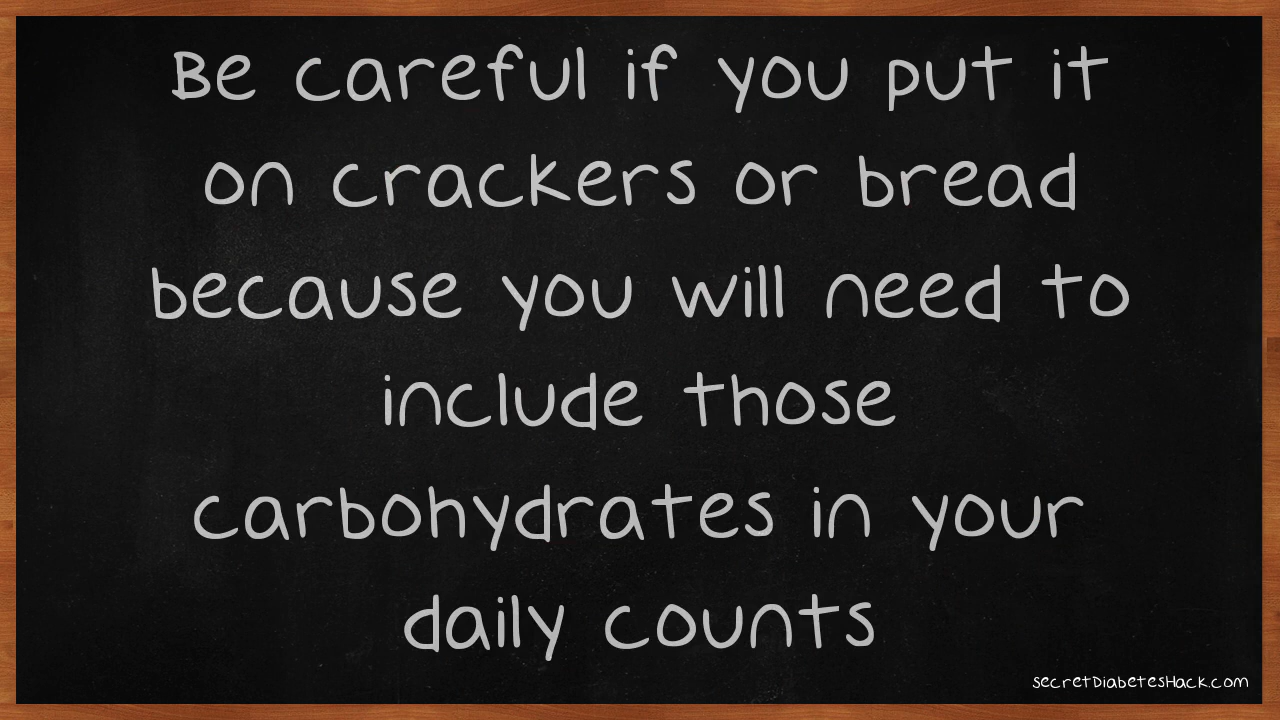 Be careful if you put it
on crackers or bread
because you will need to
include those
carbohydrates in your
daily counts
secretDiabetesHack.com